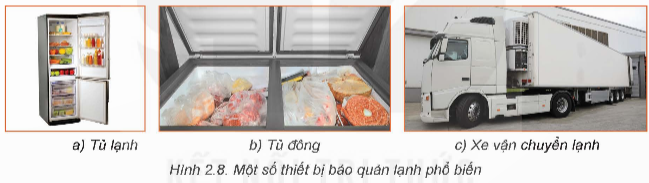 a) Tủ lạnh
b) Tủ đông
c) Xe vận chuyển lạnh
Hình 2.8. Một số thiết bị bảo quản lạnh phổ biến